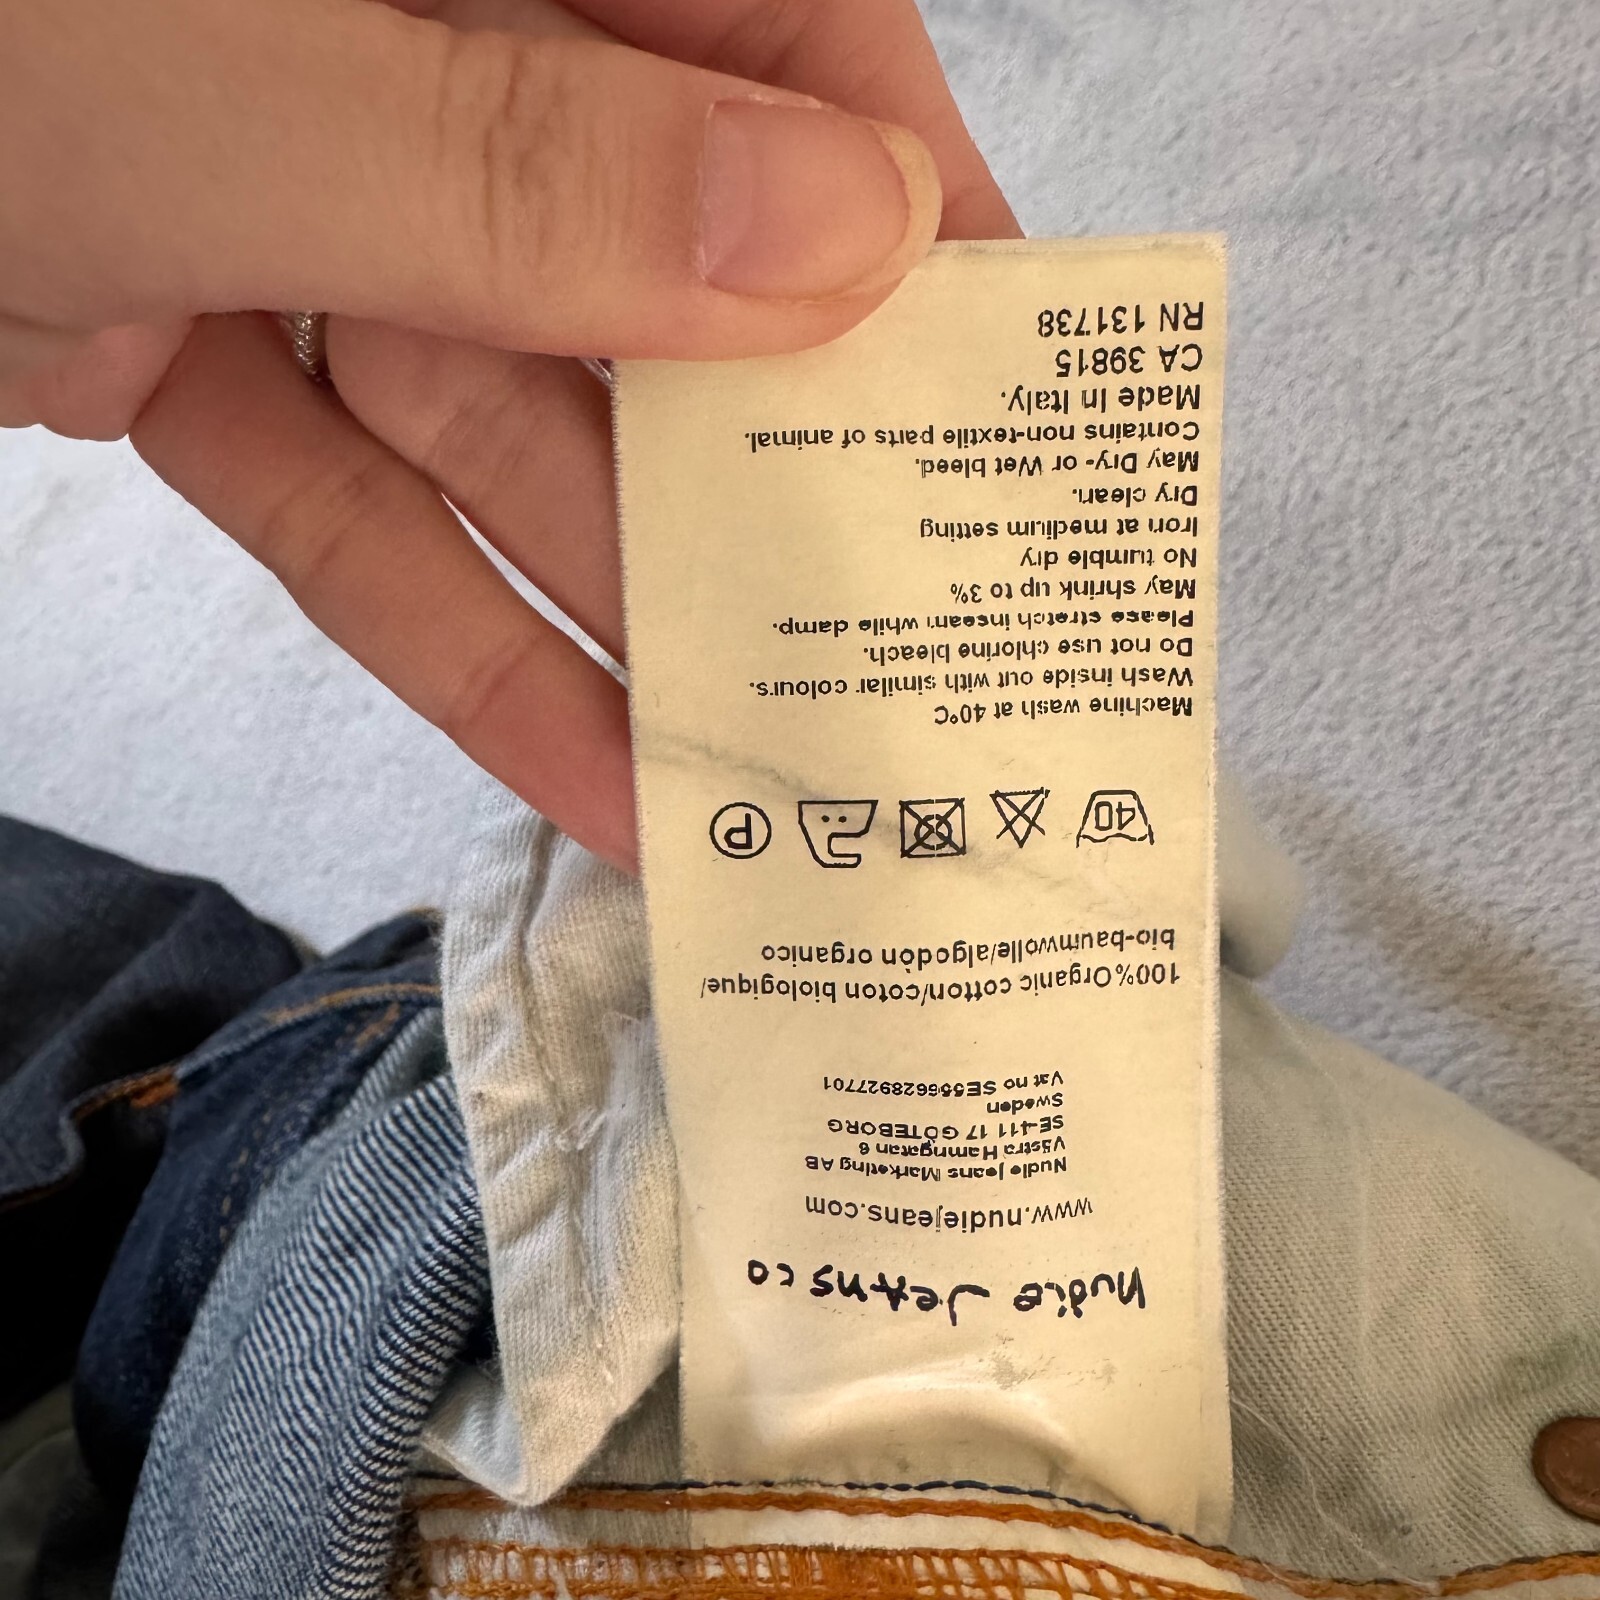 nudie Jeans co
www.nudiejeans.com
Nudie Jeans Marketing AB
Västra Hamngatan 6
SE-411 17 GÖTEBORG
Sweden
Vat no SE556628927701
100%Organic cotton/coton biologique/
bio-baumwolle/algodòn organico
40
P
Machine wash at 40°C
Wash inside out with similar colours.
Do not use chlorine bleach.
Please stretch inseam while damp.
May shrink up to 3%
No tumble dry
Iron at medium setting
Dry clean.
May Dry- or Wet bleed.
Contains non-textile parts of animal.
Made In Italy.
CA 39815
RN 131738